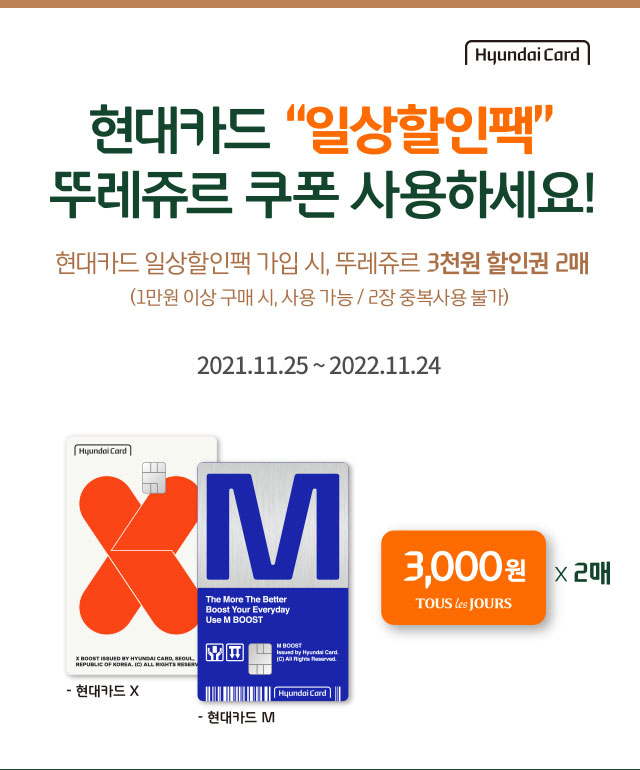 Hyundai Card
현대카드 “일상할인팩”
뚜레쥬르 쿠폰 사용하세요!
현대카드 일상할인팩 가입 시, 뚜레쥬르 3천원 할인권 2매
(1만원 이상 구매 시, 사용 가능 / 2장 중복사용 불가)
2021.11.25 ~ 2022.11.24
Hyundai Card
X BOOST ISSUED BY HYUNDAI CARD, SEOUL,
REPUBLIC OF KOREA. (C) ALL RIGHTS RESERV
- 현대카드 X
M
The More The Better
Boost Your Everyday
Use M BOOST
M BOOST
Issued by Hyundai Card.
(C) All Rights Reserved.
Hyundai Card
- 현대카드 M
3,000원
TOUS les JOURS
X 2매